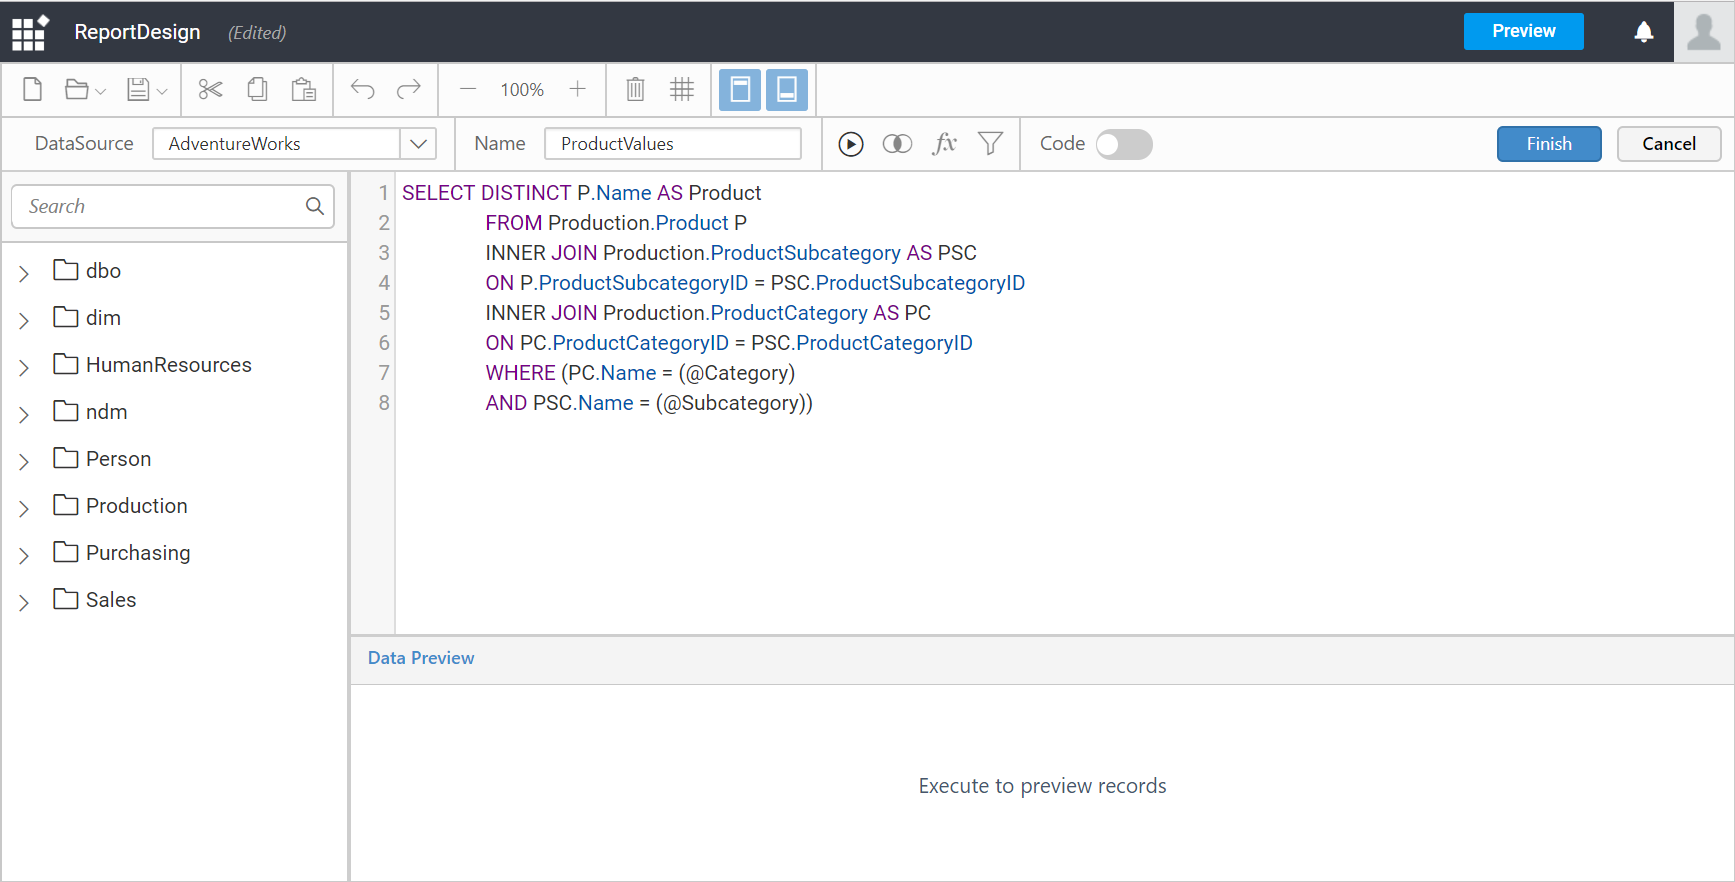 ReportDesign (Edited) Preview
100%
DataSource AdventureWorks Name ProductValues fx Code Finish Cancel
Search
dbo
dim
HumanResources
ndm
Person
Production
Purchasing
Sales
1 SELECT DISTINCT P.Name AS Product
2 FROM Production.Product P
3 INNER JOIN Production.ProductSubcategory AS PSC
4 ON P.ProductSubcategoryID = PSC.ProductSubcategoryID
5 INNER JOIN Production.ProductCategory AS PC
6 ON PC.ProductCategoryID = PSC.ProductCategoryID
7 WHERE (PC.Name = (@Category)
8 AND PSC.Name = (@Subcategory))
Data Preview
Execute to preview records